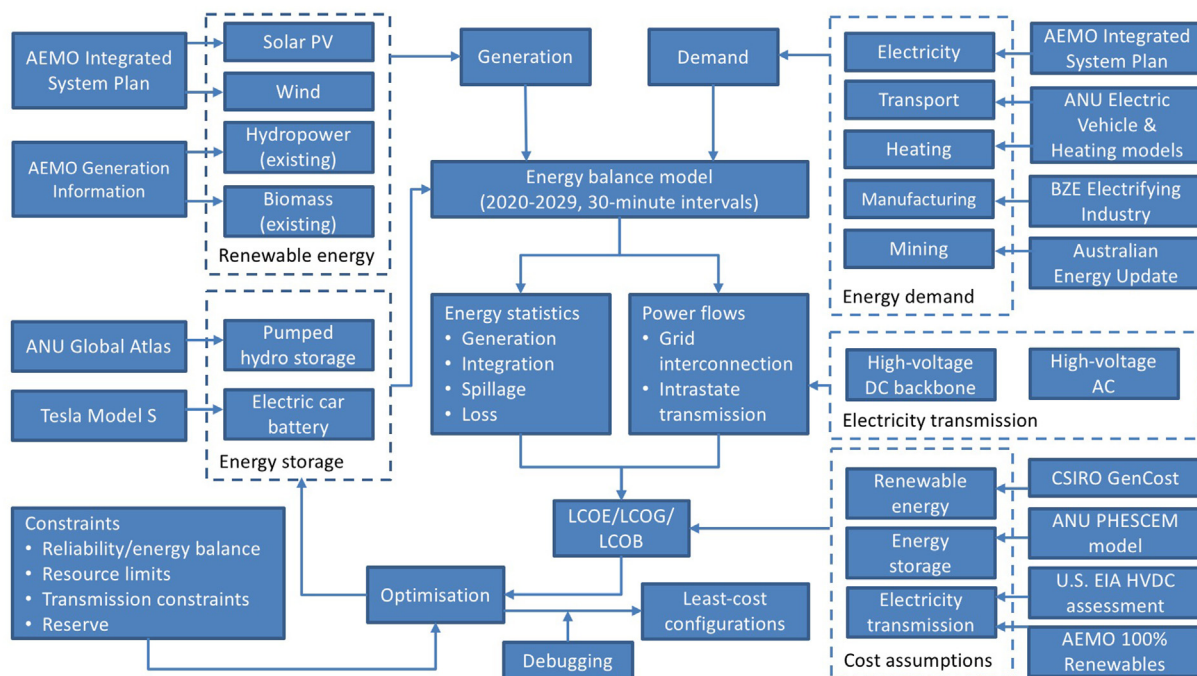 AEMO Integrated
System Plan
AEMO Generation
Information
Solar PV
Wind
Hydropower
(existing)
Biomass
(existing)
Renewable energy
Generation
Demand
Electricity
Transport
Heating
Manufacturing
Mining
Energy demand
AEMO Integrated
System Plan
ANU Electric
Vehicle &
Heating models
BZE Electrifying
Industry
Australian
Energy Update
Energy balance model
(2020-2029, 30-minute intervals)
ANU Global Atlas
Tesla Model S
Pumped
hydro storage
Electric car
battery
Energy storage
Energy statistics
• Generation
• Integration
• Spillage
• Loss
Power flows
• Grid
interconnection
• Intrastate
transmission
High-voltage
DC backbone
High-voltage
AC
Electricity transmission
LCOE/LCOG/
LCOB
Renewable
energy
Energy
storage
Electricity
transmission
Cost assumptions
CSIRO GenCost
ANU PHESCEM
model
U.S. EIA HVDC
assessment
AEMO 100%
Renewables
Constraints
• Reliability/energy balance
• Resource limits
• Transmission constraints
• Reserve
Optimisation
Least-cost
configurations
Debugging